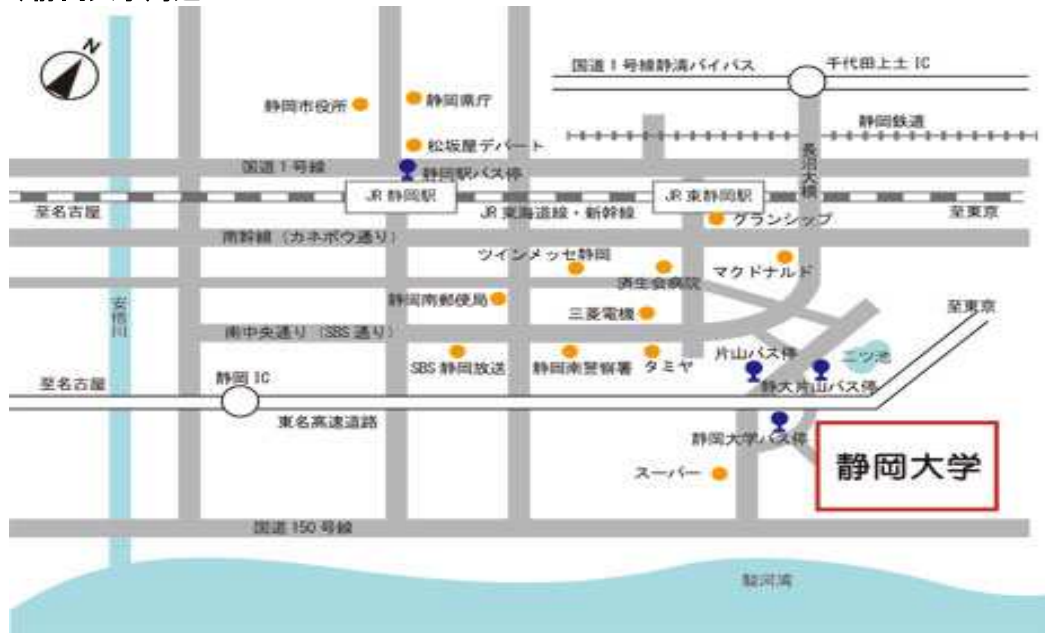 N
国道1号線静清バイパス
千代田上土 IC
静岡市役所
静岡県庁
静岡鉄道
松坂屋デパート
長沼大橋
国道1号線
静岡駅バス停
JR 静岡駅
JR 東静岡駅
至名古屋
JR 東海道線・新幹線
グランシップ
至東京
南幹線(カネボウ通り)
ツインメッセ静岡
済生会病院
マクドナルド
安倍川
静岡南郵便局
三菱電機
至東京
南中央通り(SBS 通り)
片山バス停
二ツ池
SBS 静岡放送
静岡南警察署
タミヤ
静大片山バス停
至名古屋
静岡 IC
東名高速道路
静岡大学バス停
静岡大学
スーパー
国道 150 号線
駿河湾